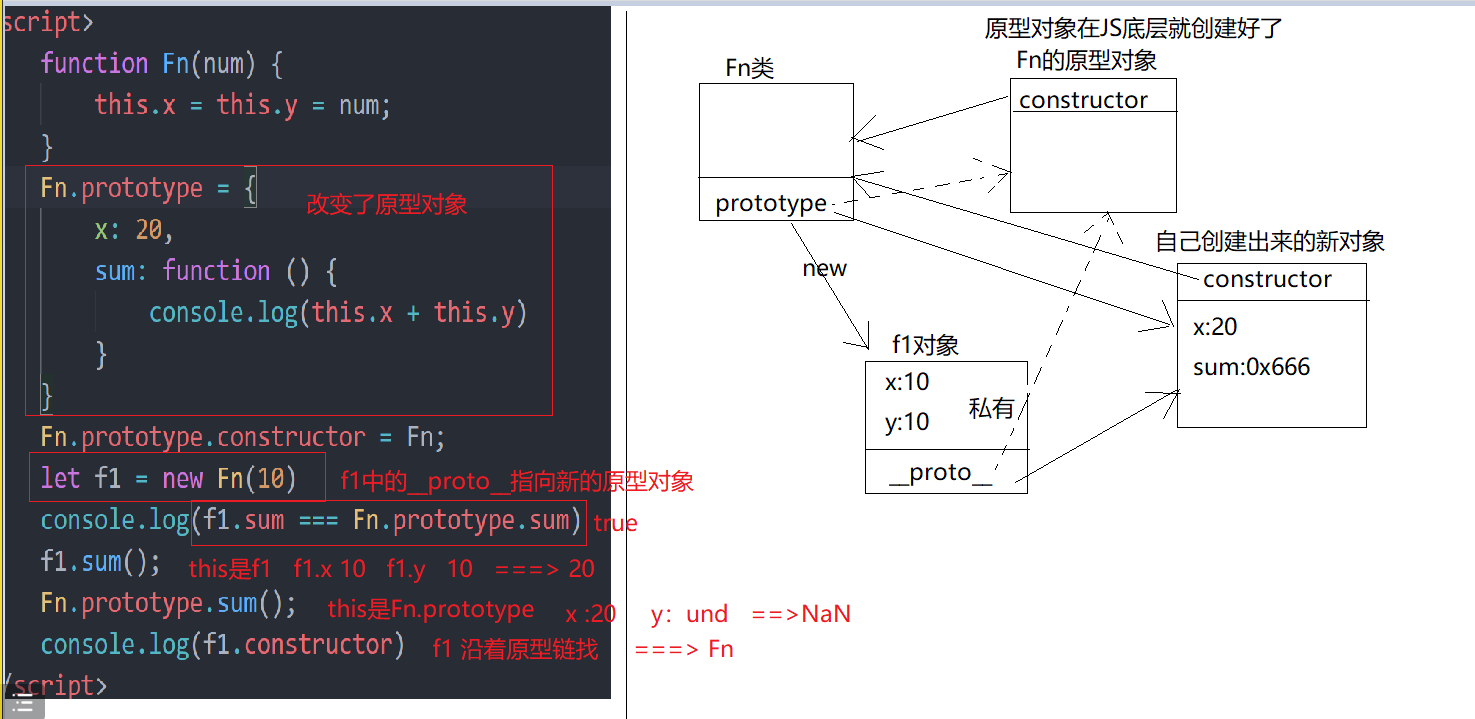 script>
function Fn(num) {
this.x = this.y = num;
}
Fn.prototype = {
改变了原型对象
x: 20,
sum: function () {
console.log(this.x + this.y)
}
}
Fn.prototype.constructor = Fn;
let f1 = new Fn(10)
f1中的__proto__指向新的原型对象
console.log(f1.sum === Fn.prototype.sum)
true
f1.sum();
this是f1 f1.x 10 f1.y 10 ===> 20
Fn.prototype.sum();
this是Fn.prototype x :20 y: und ==>NaN
console.log(f1.constructor)
f1 沿着原型链找 ===> Fn
/script>
原型对象在JS底层就创建好了
Fn类
Fn的原型对象
constructor
prototype
new
自己创建出来的新对象
constructor
x:20
sum:0x666
f1对象
x:10
y:10
私有
__proto__